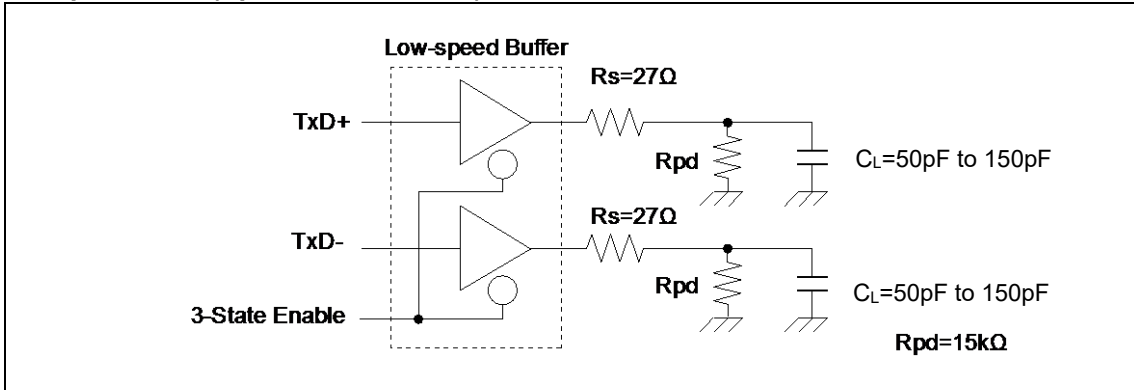 Low-speed Buffer
Rs=27Ω
TxD+
Rpd
CL=50pF to 150pF
Rs=27Ω
TxD-
Rpd
CL=50pF to 150pF
3-State Enable
Rpd=15kΩ